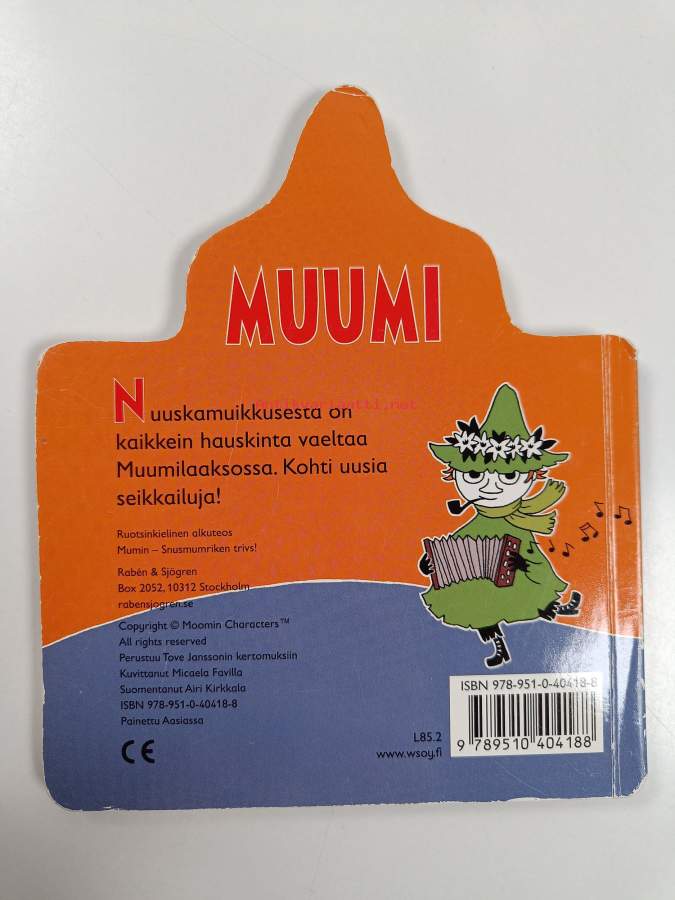 MUUMI
Nuuskamuikkusesta on
kaikkein hauskinta vaeltaa
Muumilaaksossa. Kohti uusia
seikkailuja!
Antikvariaatti.net
Ruotsinkielinen alkuteos
Mumin – Snusmumriken trivs!
Rabén & Sjögren
Box 2052, 10312 Stockholm
rabensjogren.se
Copyright © Moomin Characters™
All rights reserved
Perustuu Tove Janssonin kertomuksiin
Kuvittanut Micaela Favilla
Suomentanut Airi Kirkkala
ISBN 978-951-0-40418-8
Painettu Aasiassa
CE
L85.2
www.wsoy.fi
ISBN 978-951-0-40418-8
9 789510 404188